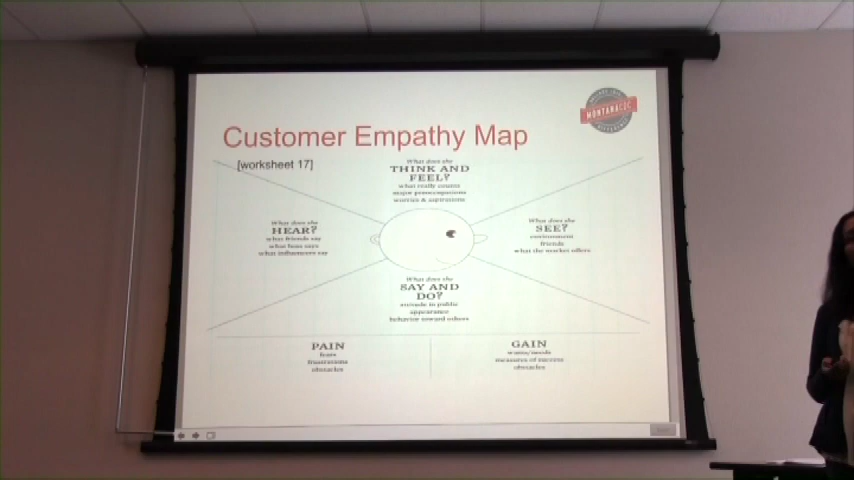 MONTANACDC
DIFFERENCE
Customer Empathy Map
[worksheet 17]
What does she
THINK AND
FEEL?
what really counts
major preoccupations
worries & aspirations
What does she
HEAR?
what friends say
what boss says
what influencers say
What does she
SEE?
environment
friends
what the market offers
What does she
SAY AND
DO?
attitude in public
appearance
behavior toward others
PAIN
fears
frustrations
obstacles
GAIN
wants/needs
measures of success
obstacles